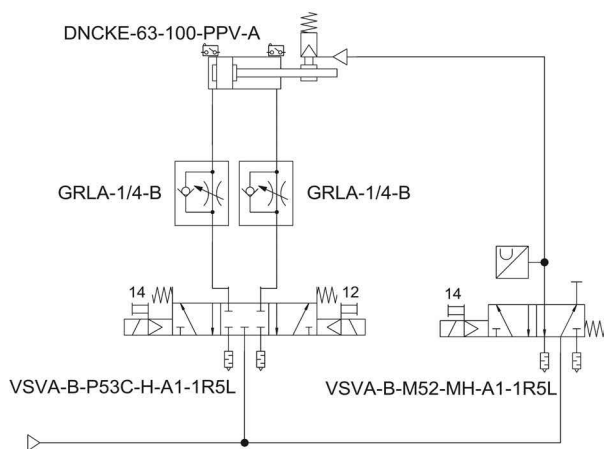 DNCKE-63-100-PPV-A
GRLA-1/4-B
GRLA-1/4-B
14
12
14
VSVA-B-P53C-H-A1-1R5L
VSVA-B-M52-MH-A1-1R5L